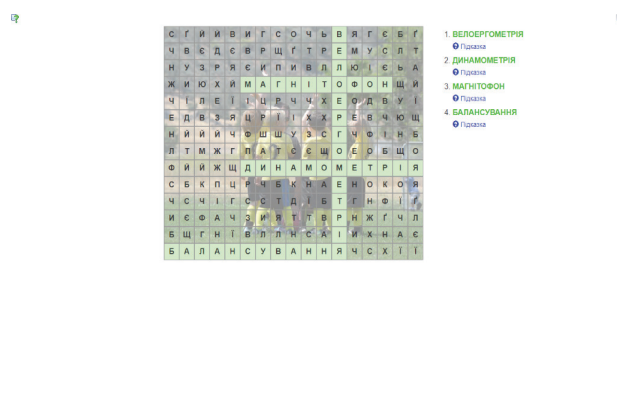 С Ґ Й Й В И Г С О Ч Ь В Я Г Є Б Ґ
Ч В Є Д Є В Р Щ Ґ Т Р Е М У С Л Т
Н У З Р Я Є И П И В Л Л Ю І Є Ь А
Ж И Ю Х Й М А Г Н І Т О Ф О Н Щ Й
Ч І Л Е Ї І Ц Р Ч Ч Х Е О Д В У Ї
Е Д В З Я Ц Р Ї І Х Х Р Е В Ч Ю Щ
Н Й Й Й Ч Ф Ш Ш У З С Г Ч Ф І Н Б
Л Т М Ж Г П А Т С Є Щ О Е О Б Щ О
Ф Й Й Ж Щ Д И Н А М О М Е Т Р І Я
С Б К П Ц Р Ч Б К Н А Е Н О К О Я
Ч С Ч І Г С С Т Д Ї Б Т Г Н Ф Ї Ґ
И Є Ф А Ч З И Я Т Т В Р Н Ж Ґ Ч Л
Б Щ Г Н Ї В Л Л Н С А І И Х Н А Є
Б А Л А Н С У В А Н Н Я Ч С Х Ї Ї
1. ВЕЛОЕРГОМЕТРІЯ
Підказка
2. ДИНАМОМЕТРІЯ
Підказка
3. МАГНІТОФОН
Підказка
4. БАЛАНСУВАННЯ
Підказка